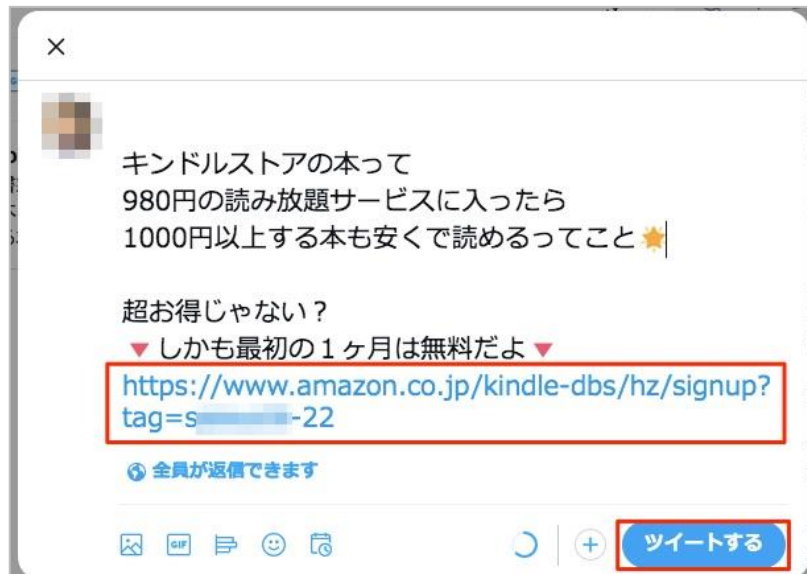 キンドルストアの本って
980円の読み放題サービスに入ったら
1000円以上する本も安くで読めるってこと🌟
超お得じゃない？
🔻しかも最初の１ヶ月は無料だよ🔻
https://www.amazon.co.jp/kindle-dbs/hz/signup?
tag=s -22
全員が返信できます
GIF
ツイートする